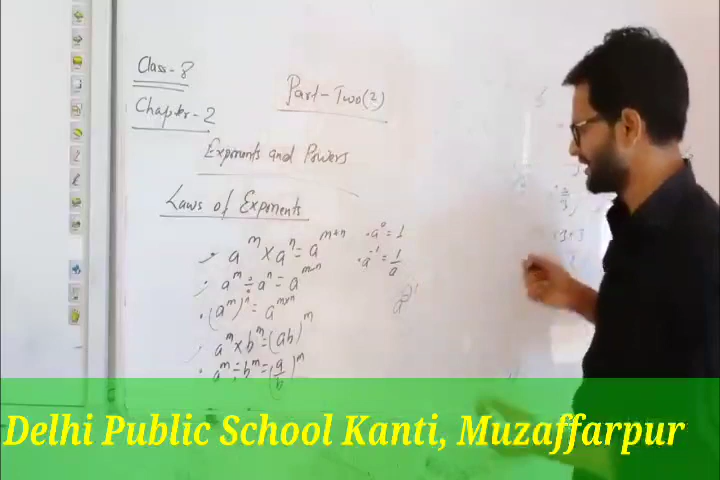 Class-8
Part-Two(2)
Chapter-2
Exponents and Powers
Laws of Exponents
a^m × a^n = a^(m+n)
• a^0 = 1
a^m ÷ a^n = a^(m-n)
• a^-1 = 1/a
• (a^m)^n = a^(m×n)
a^m × b^m = (ab)^m
• a^m ÷ b^m = (a/b)^m
Delhi Public School Kanti, Muzaffarpur